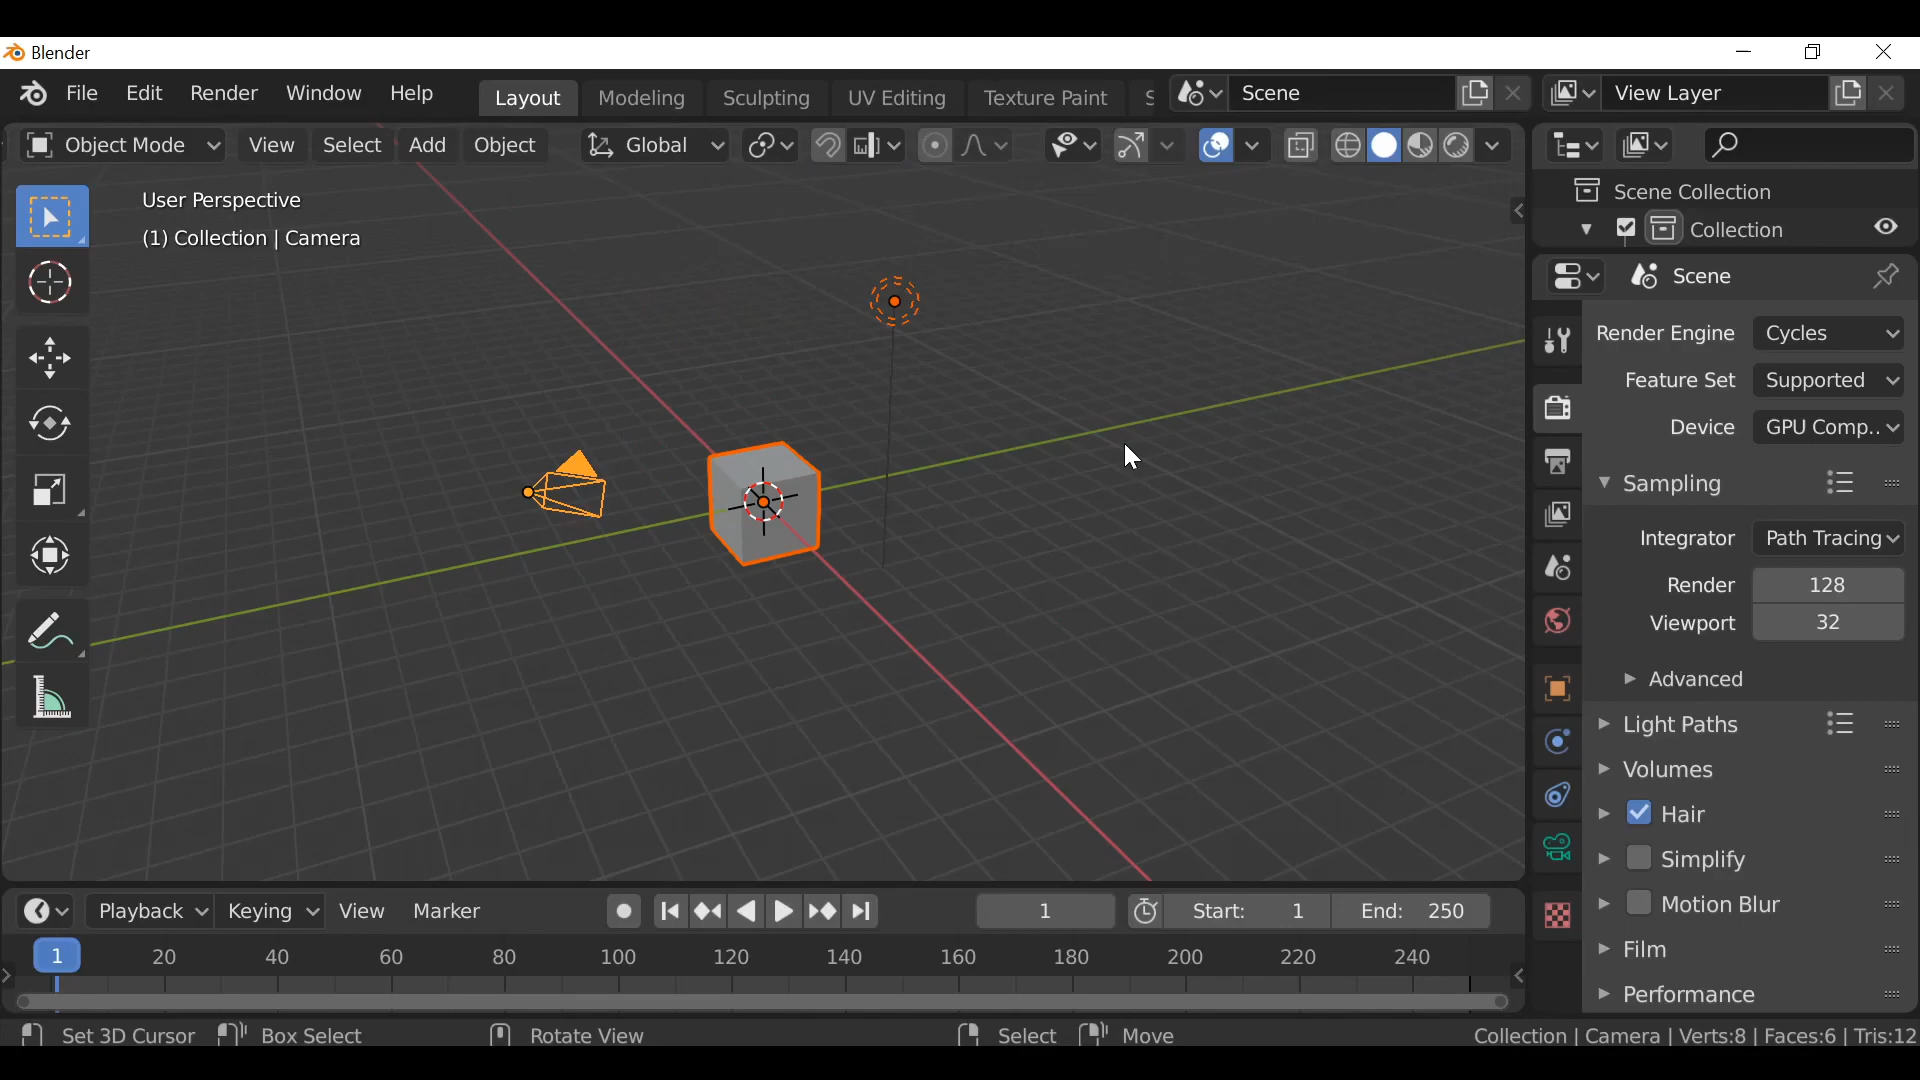 Blender
File Edit Render Window Help Layout Modeling Sculpting UV Editing Texture Paint S Scene View Layer
Object Mode View Select Add Object Global
User Perspective
(1) Collection | Camera
Scene Collection
Collection
Scene
Render Engine Cycles
Feature Set Supported
Device GPU Comp..
Sampling
Integrator Path Tracing
Render 128
Viewport 32
Advanced
Light Paths
Volumes
Hair
Simplify
Motion Blur
Film
Performance
Playback Keying View Marker 1 Start: 1 End: 250
1 20 40 60 80 100 120 140 160 180 200 220 240
Set 3D Cursor Box Select Rotate View Select Move Collection | Camera | Verts:8 | Faces:6 | Tris:12